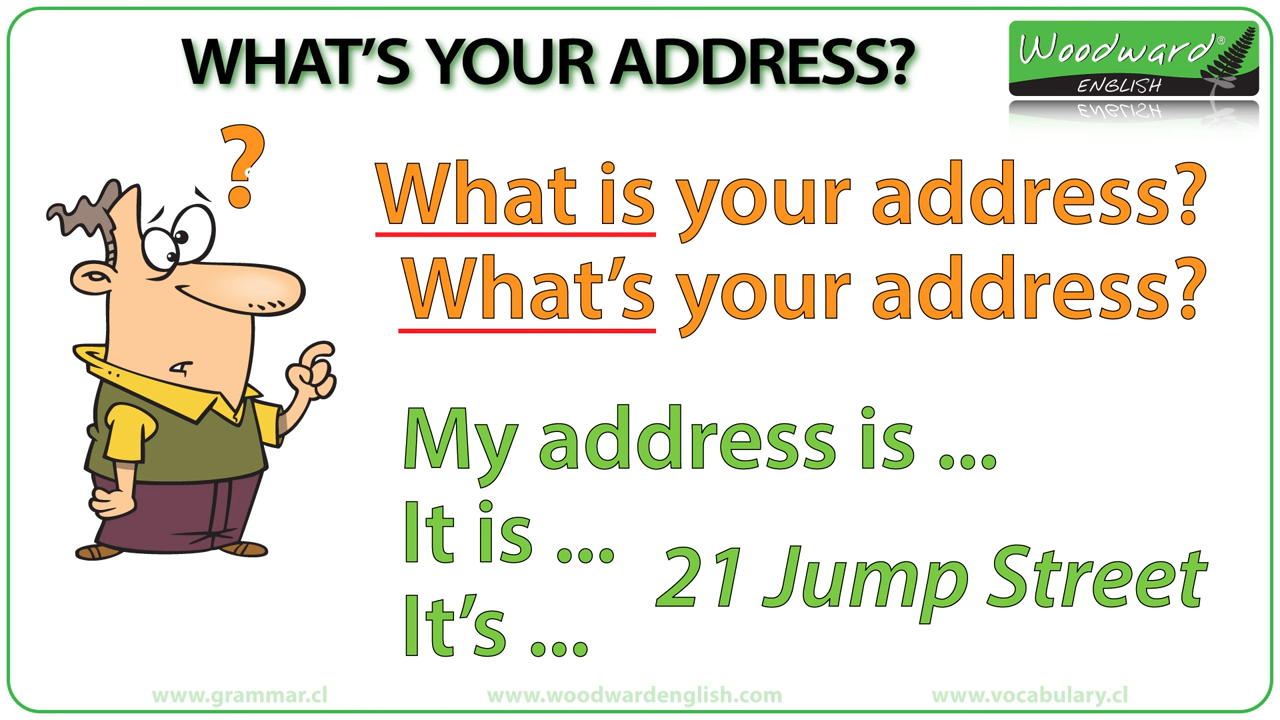 WHAT'S YOUR ADDRESS?
Woodward®
ENGLISH
?
What is your address?
What's your address?
My address is ...
It is ...
21 Jump Street
It's ...
www.grammar.cl
www.woodwardenglish.com
www.vocabulary.cl